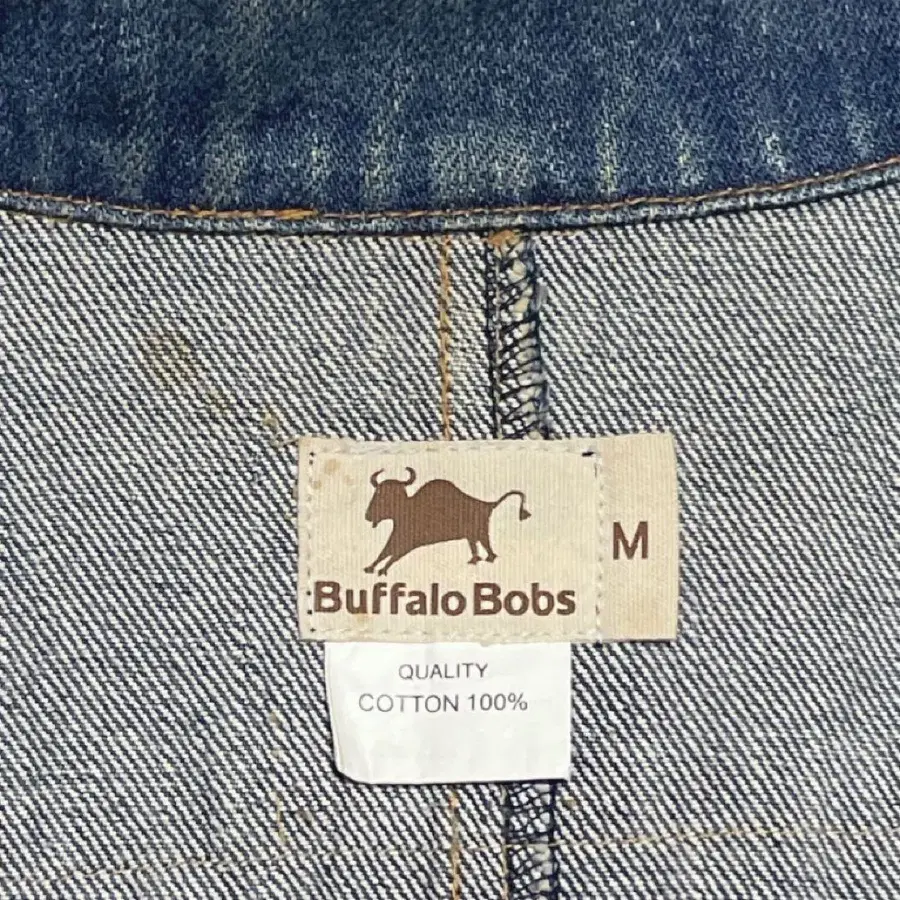 Buffalo Bobs
M
QUALITY
COTTON 100%